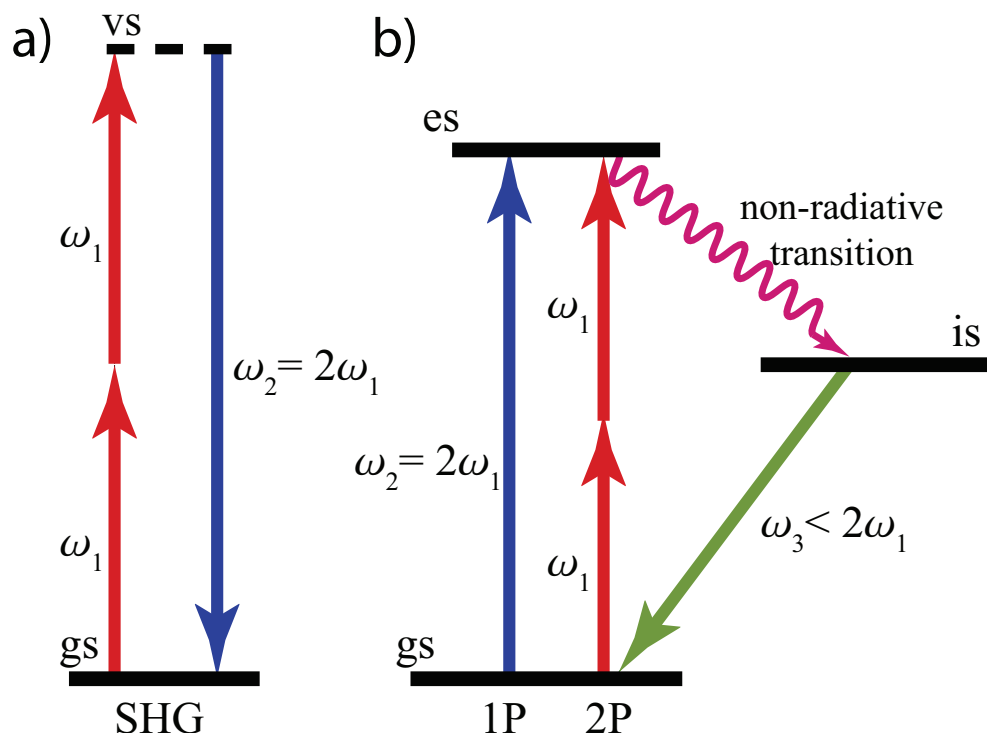 a)
vs
ω₁
ω₂ = 2ω₁
ω₁
gs
SHG
b)
es
non-radiative
transition
ω₁
is
ω₂ = 2ω₁
ω₃ < 2ω₁
ω₁
gs
1P
2P